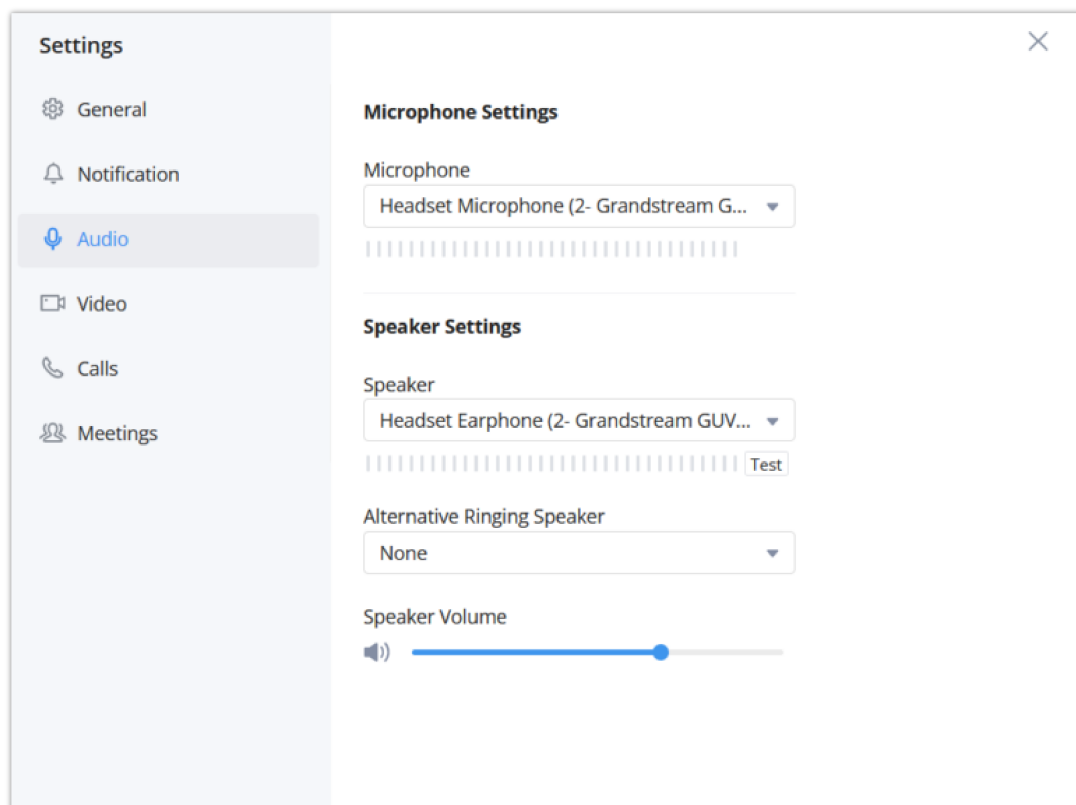 Settings
General
Notification
Audio
Video
Calls
Meetings
Microphone Settings
Microphone
Headset Microphone (2- Grandstream G...
Speaker Settings
Speaker
Headset Earphone (2- Grandstream GUV...
Test
Alternative Ringing Speaker
None
Speaker Volume